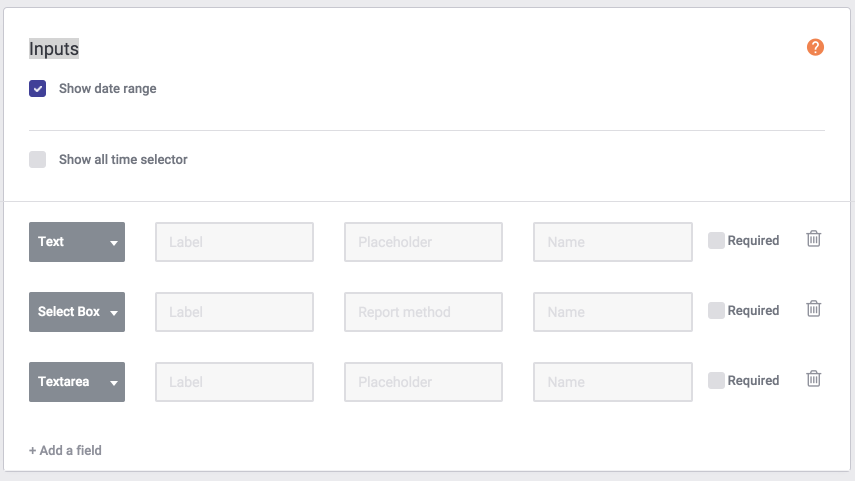 Inputs
?
Show date range
Show all time selector
Text Label Placeholder Name Required
Select Box Label Report method Name Required
Textarea Label Placeholder Name Required
+ Add a field